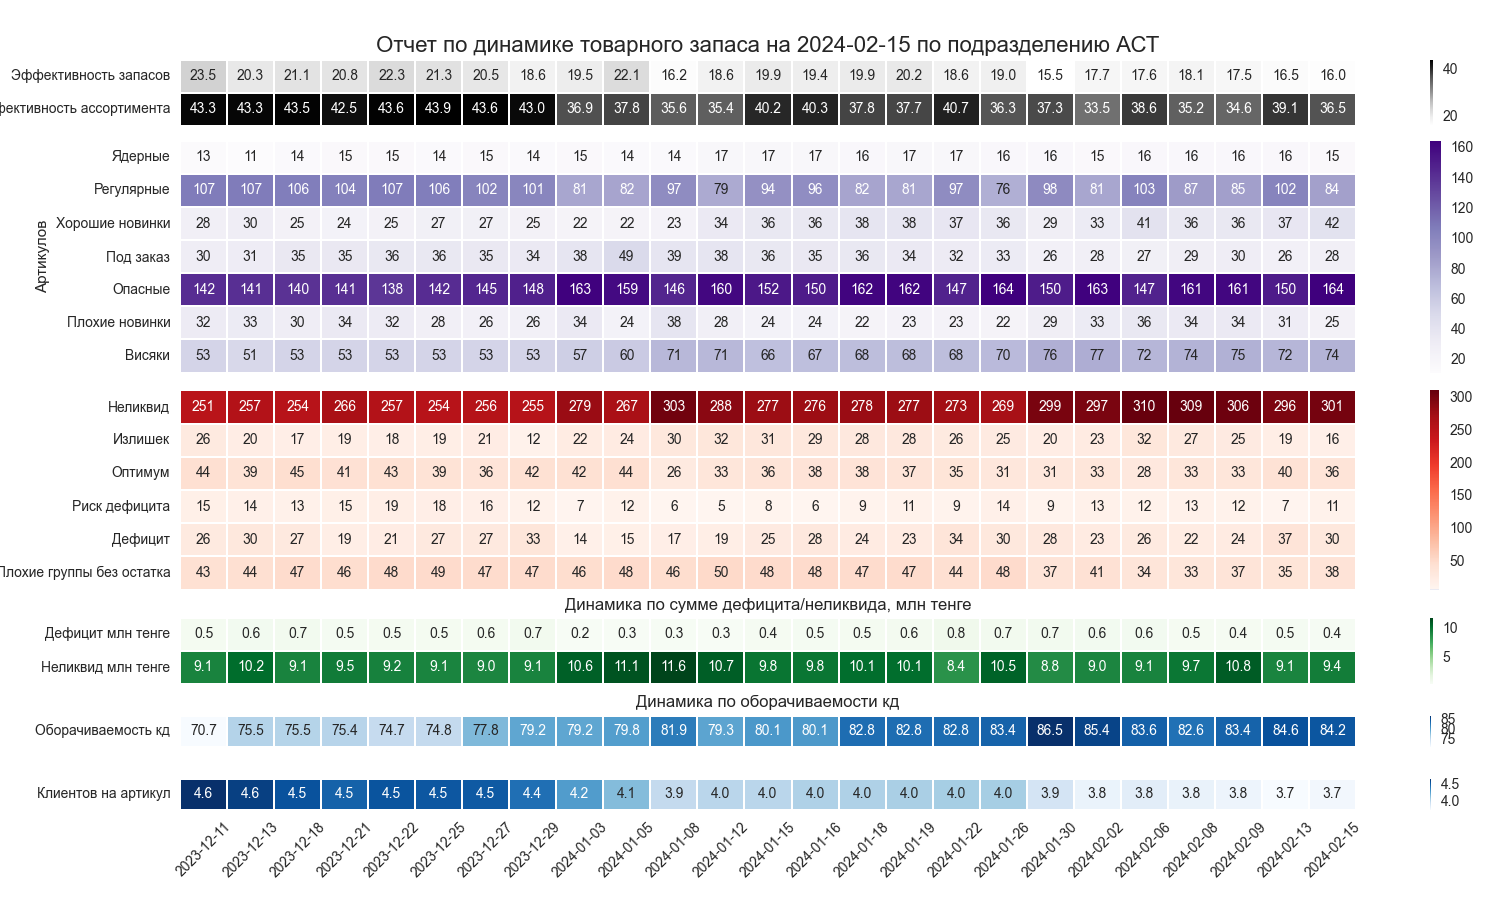 Отчет по динамике товарного запаса на 2024-02-15 по подразделению АСТ
Эффективность запасов 23.5 20.3 21.1 20.8 22.3 21.3 20.5 18.6 19.5 22.1 16.2 18.6 19.9 19.4 19.9 20.2 18.6 19.0 15.5 17.7 17.6 18.1 17.5 16.5 16.0
фективность ассортимента 43.3 43.3 43.5 42.5 43.6 43.9 43.6 43.0 36.9 37.8 35.6 35.4 40.2 40.3 37.8 37.7 40.7 36.3 37.3 33.5 38.6 35.2 34.6 39.1 36.5
40
20
Артикулов
Ядерные 13 11 14 15 15 14 15 14 15 14 14 17 17 17 16 17 17 16 16 15 16 16 16 16 15
Регулярные 107 107 106 104 107 106 102 101 81 82 97 79 94 96 82 81 97 76 98 81 103 87 85 102 84
Хорошие новинки 28 30 25 24 25 27 27 25 22 22 23 34 36 36 38 38 37 36 29 33 41 36 36 37 42
Под заказ 30 31 35 35 36 36 35 34 38 49 39 38 36 35 36 34 32 33 26 28 27 29 30 26 28
Опасные 142 141 140 141 138 142 145 148 163 159 146 160 152 150 162 162 147 164 150 163 147 161 161 150 164
Плохие новинки 32 33 30 34 32 28 26 26 34 24 38 28 24 24 22 23 23 22 29 33 36 34 34 31 25
Висяки 53 51 53 53 53 53 53 53 57 60 71 71 66 67 68 68 68 70 76 77 72 74 75 72 74
160
140
120
100
80
60
40
20
Неликвид 251 257 254 266 257 254 256 255 279 267 303 288 277 276 278 277 273 269 299 297 310 309 306 296 301
Излишек 26 20 17 19 18 19 21 12 22 24 30 32 31 29 28 28 26 25 20 23 32 27 25 19 16
Оптимум 44 39 45 41 43 39 36 42 42 44 26 33 36 38 38 37 35 31 31 33 28 33 33 40 36
Риск дефицита 15 14 13 15 19 18 16 12 7 12 6 5 8 6 9 11 9 14 9 13 12 13 12 7 11
Дефицит 26 30 27 19 21 27 27 33 14 15 17 19 25 28 24 23 34 30 28 23 26 22 24 37 30
Плохие группы без остатка 43 44 47 46 48 49 47 47 46 48 46 50 48 48 47 47 44 48 37 41 34 33 37 35 38
300
250
200
150
100
50
Динамика по сумме дефицита/неликвида, млн тенге
Дефицит млн тенге 0.5 0.6 0.7 0.5 0.5 0.5 0.6 0.7 0.2 0.3 0.3 0.3 0.4 0.5 0.5 0.6 0.8 0.7 0.7 0.6 0.6 0.5 0.4 0.5 0.4
Неликвид млн тенге 9.1 10.2 9.1 9.5 9.2 9.1 9.0 9.1 10.6 11.1 11.6 10.7 9.8 9.8 10.1 10.1 8.4 10.5 8.8 9.0 9.1 9.7 10.8 9.1 9.4
10
5
Динамика по оборачиваемости кд
Оборачиваемость кд 70.7 75.5 75.5 75.4 74.7 74.8 77.8 79.2 79.2 79.8 81.9 79.3 80.1 80.1 82.8 82.8 82.8 83.4 86.5 85.4 83.6 82.6 83.4 84.6 84.2
85
80
75
Клиентов на артикул 4.6 4.6 4.5 4.5 4.5 4.5 4.5 4.4 4.2 4.1 3.9 4.0 4.0 4.0 4.0 4.0 4.0 4.0 3.9 3.8 3.8 3.8 3.8 3.7 3.7
4.5
4.0
2023-12-11 2023-12-13 2023-12-18 2023-12-21 2023-12-22 2023-12-25 2023-12-27 2023-12-29 2024-01-03 2024-01-05 2024-01-08 2024-01-12 2024-01-15 2024-01-16 2024-01-18 2024-01-19 2024-01-22 2024-01-26 2024-01-30 2024-02-02 2024-02-06 2024-02-08 2024-02-09 2024-02-13 2024-02-15